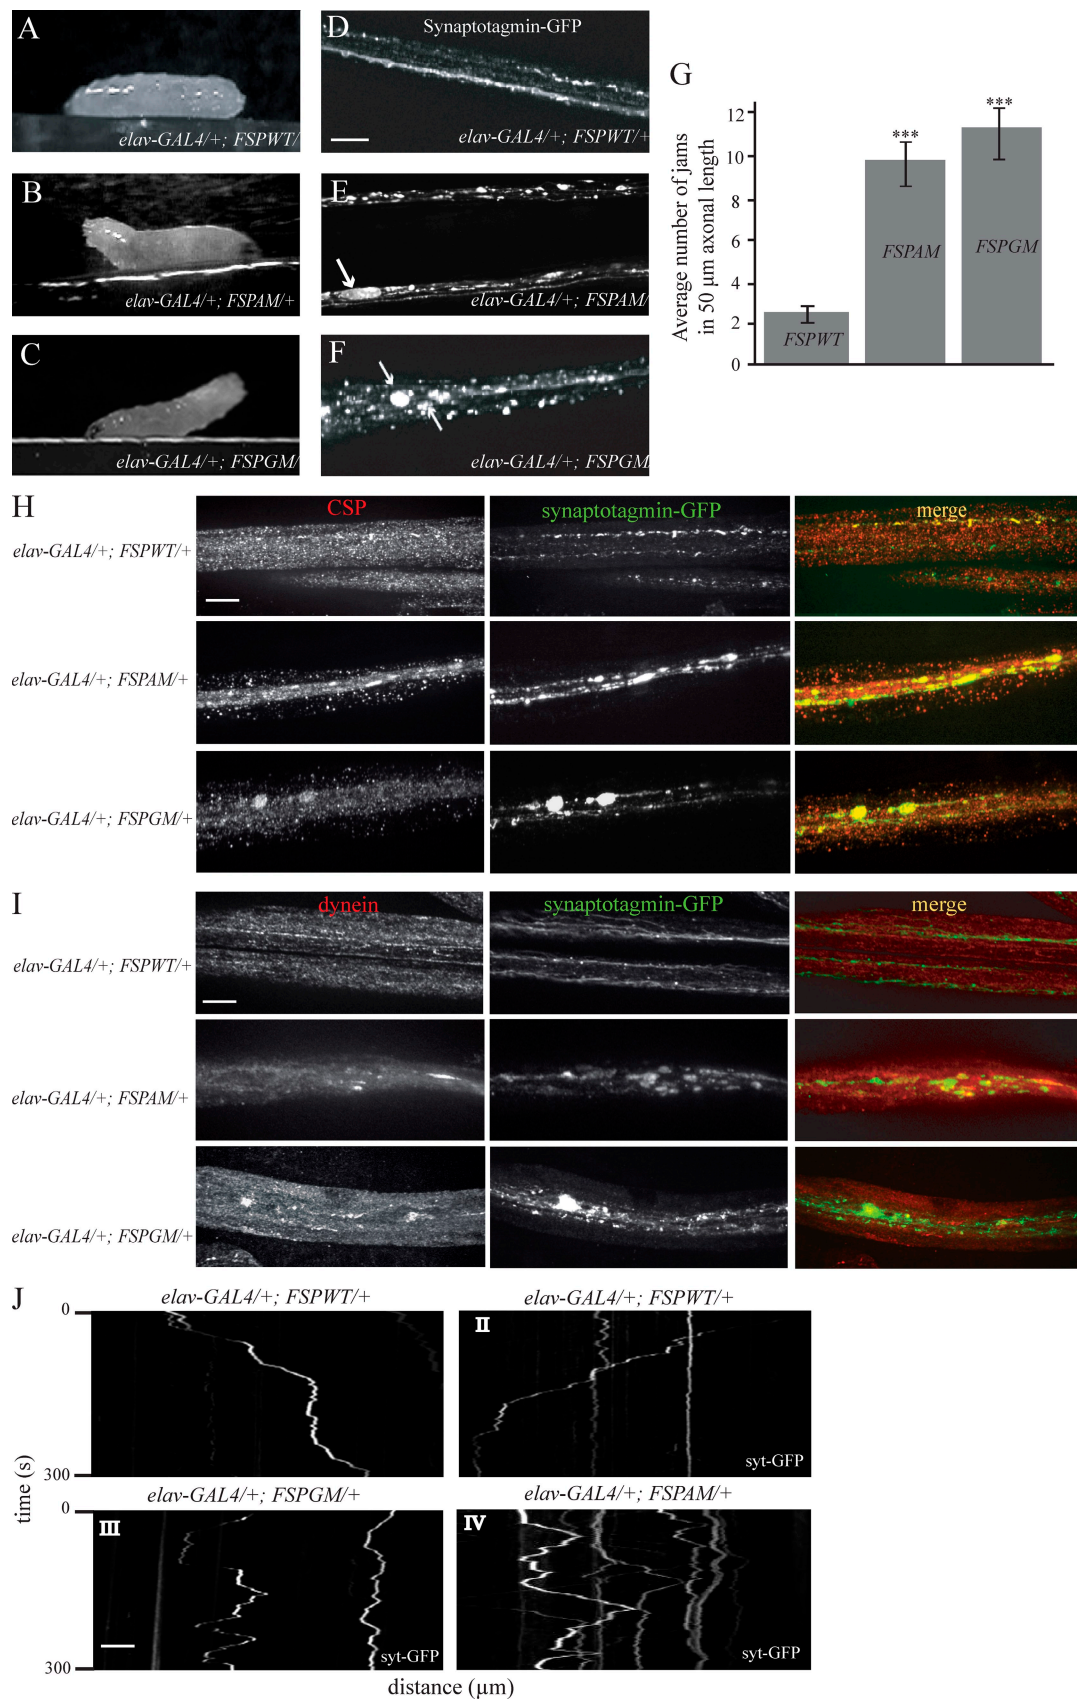 A
elav-GAL4/+; FSPWT/
B
elav-GAL4/+; FSPAM/+
C
elav-GAL4/+; FSPGM/
D
Synaptotagmin-GFP
elav-GAL4/+; FSPWT/+
E
elav-GAL4/+; FSPAM/
F
elav-GAL4/+; FSPGM
G
Average number of jams
in 50 µm axonal length
12
10
8
6
4
2
0
***
***
FSPWT
FSPAM
FSPGM
H
CSP
synaptotagmin-GFP
merge
elav-GAL4/+; FSPWT/+
elav-GAL4/+; FSPAM/+
elav-GAL4/+; FSPGM/+
I
dynein
synaptotagmin-GFP
merge
elav-GAL4/+; FSPWT/+
elav-GAL4/+; FSPAM/+
elav-GAL4/+; FSPGM/+
J
elav-GAL4/+; FSPWT/+
elav-GAL4/+; FSPWT/+
0
II
syt-GFP
300
time (s)
elav-GAL4/+; FSPGM/+
elav-GAL4/+; FSPAM/+
0
III
IV
syt-GFP
syt-GFP
300
distance (µm)